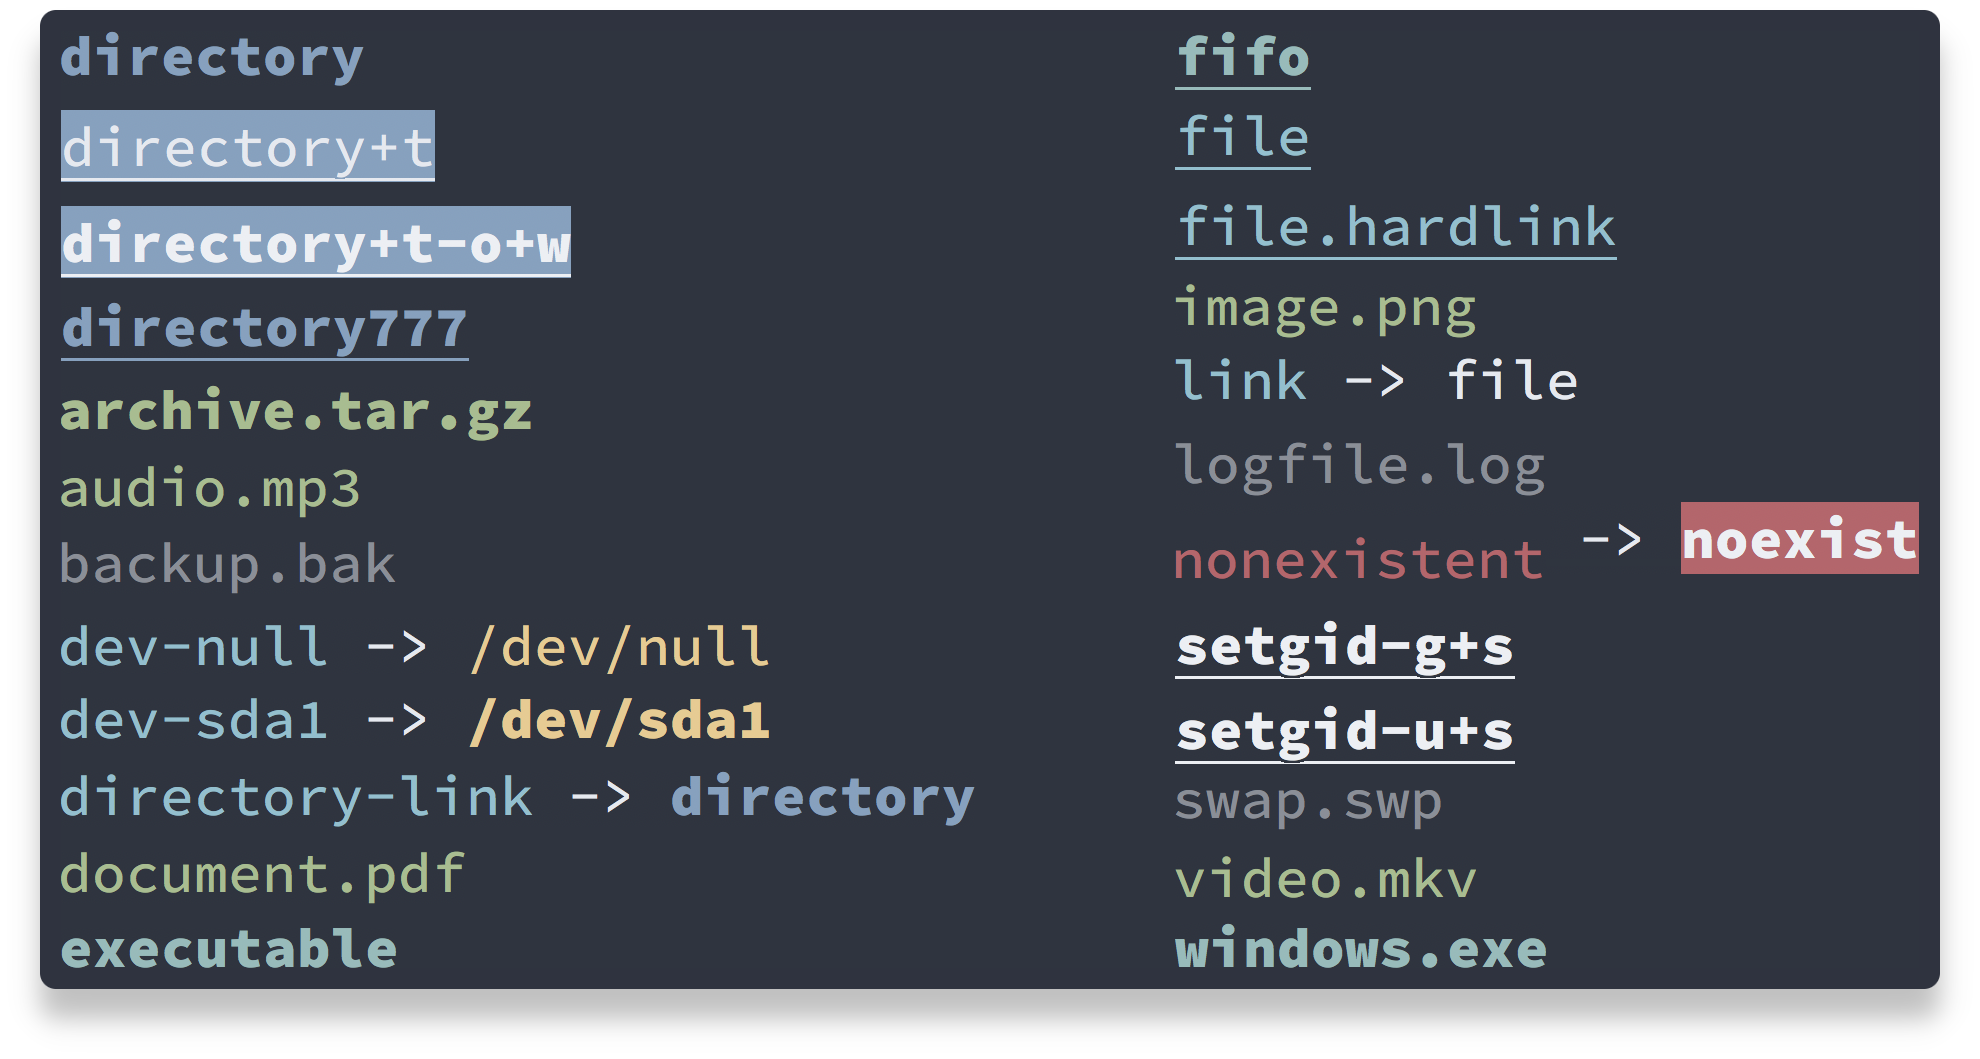 directory
directory+t
directory+t-o+w
directory777
archive.tar.gz
audio.mp3
backup.bak
dev-null -> /dev/null
dev-sda1 -> /dev/sda1
directory-link -> directory
document.pdf
executable
fifo
file
file.hardlink
image.png
link -> file
logfile.log
nonexistent -> noexist
setgid-g+s
setgid-u+s
swap.swp
video.mkv
windows.exe